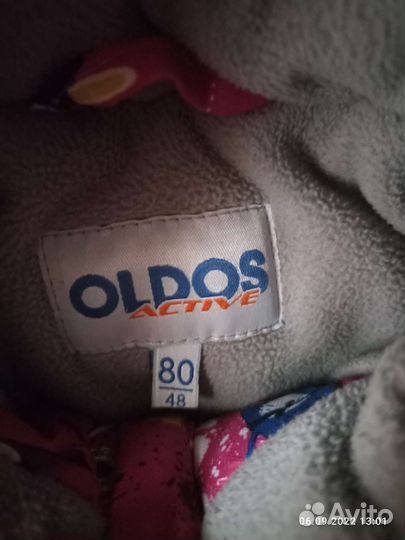 OLDOS
ACTIVE
80
48
06.09.2022 13:01
Avito